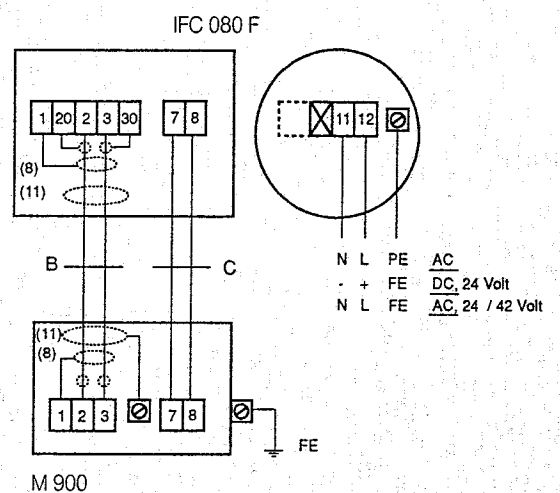 IFC 080 F
1 20 2 3 30 7 8
11 12
(8)
(11)
N L PE AC
- + FE DC, 24 Volt
N L FE AC, 24 / 42 Volt
B C
(11)
(8)
1 2 3 7 8
FE
M 900